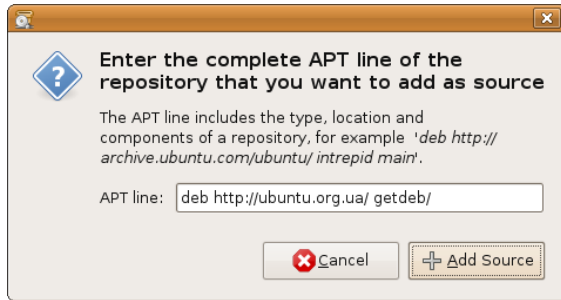 Enter the complete APT line of the
repository that you want to add as source
The APT line includes the type, location and
components of a repository, for example 'deb http://
archive.ubuntu.com/ubuntu/ intrepid main'.
APT line: deb http://ubuntu.org.ua/ getdeb/
Cancel Add Source